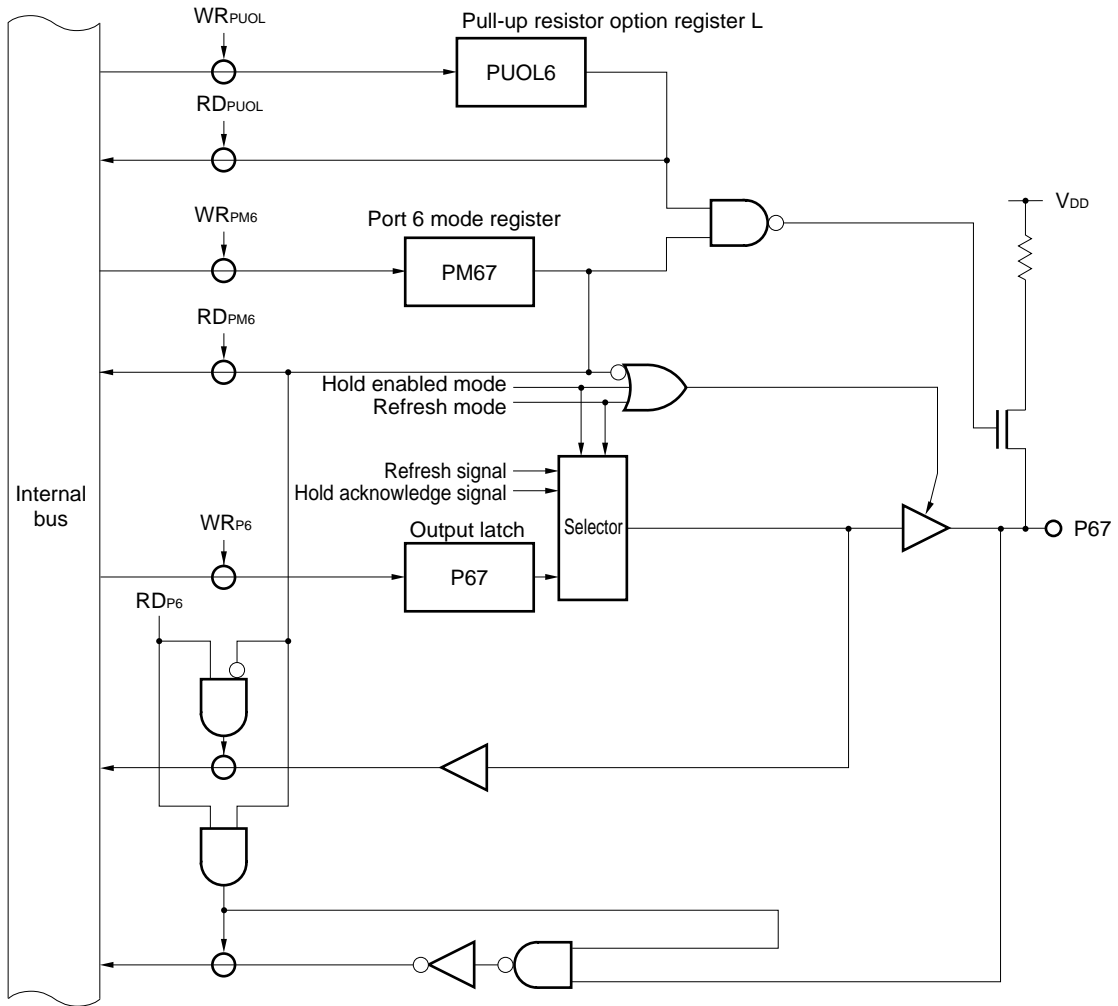 WRPUOL
Pull-up resistor option register L
PUOL6
RDPUOL
WRPM6
Port 6 mode register
PM67
VDD
RDPM6
Hold enabled mode
Refresh mode
Refresh signal
Hold acknowledge signal
Internal
bus
WRP6
Output latch
P67
Selector
P67
RDP6